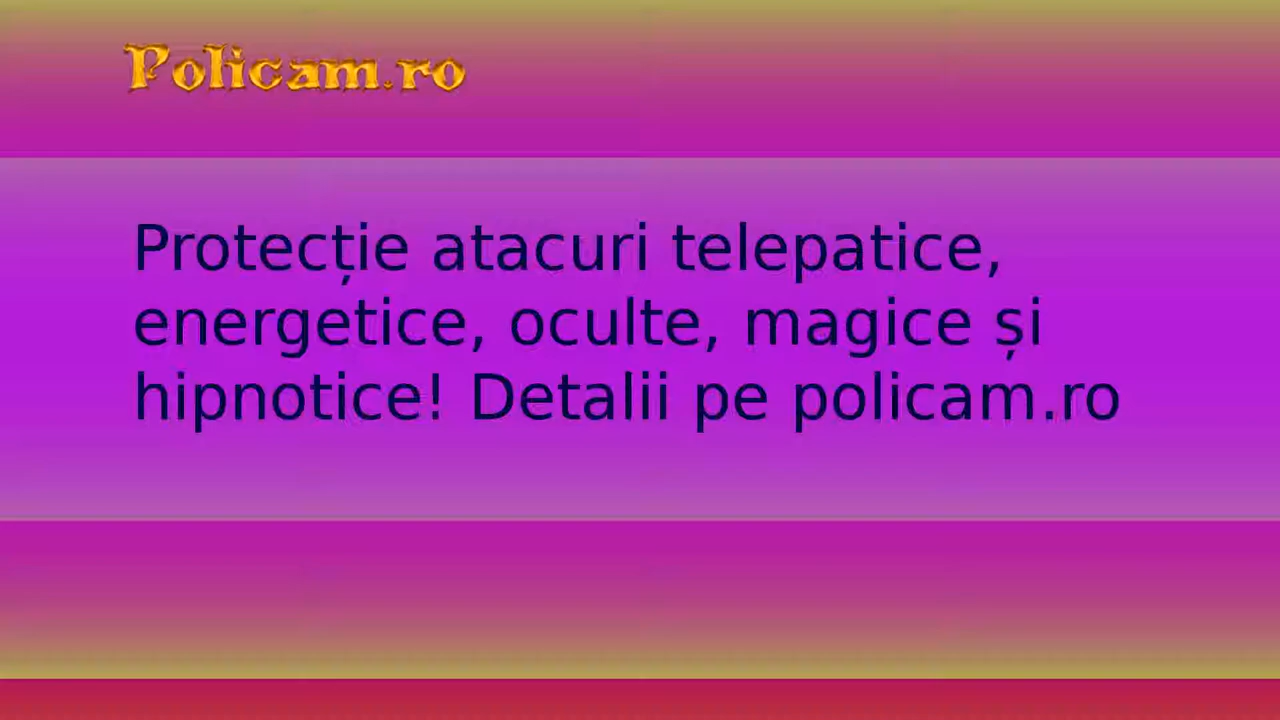 Policam.ro
Protecție atacuri telepatice,
energetice, oculte, magice și
hipnotice! Detalii pe policam.ro